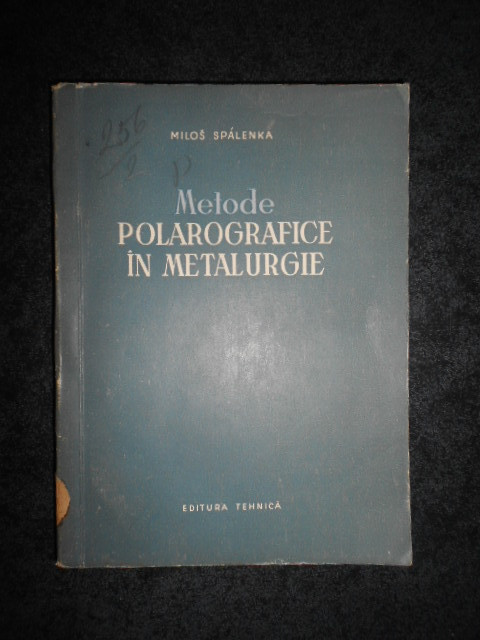 MILOŠ SPÁLENKA
Metode
POLAROGRAFICE
ÎN METALURGIE
EDITURA TEHNICĂ